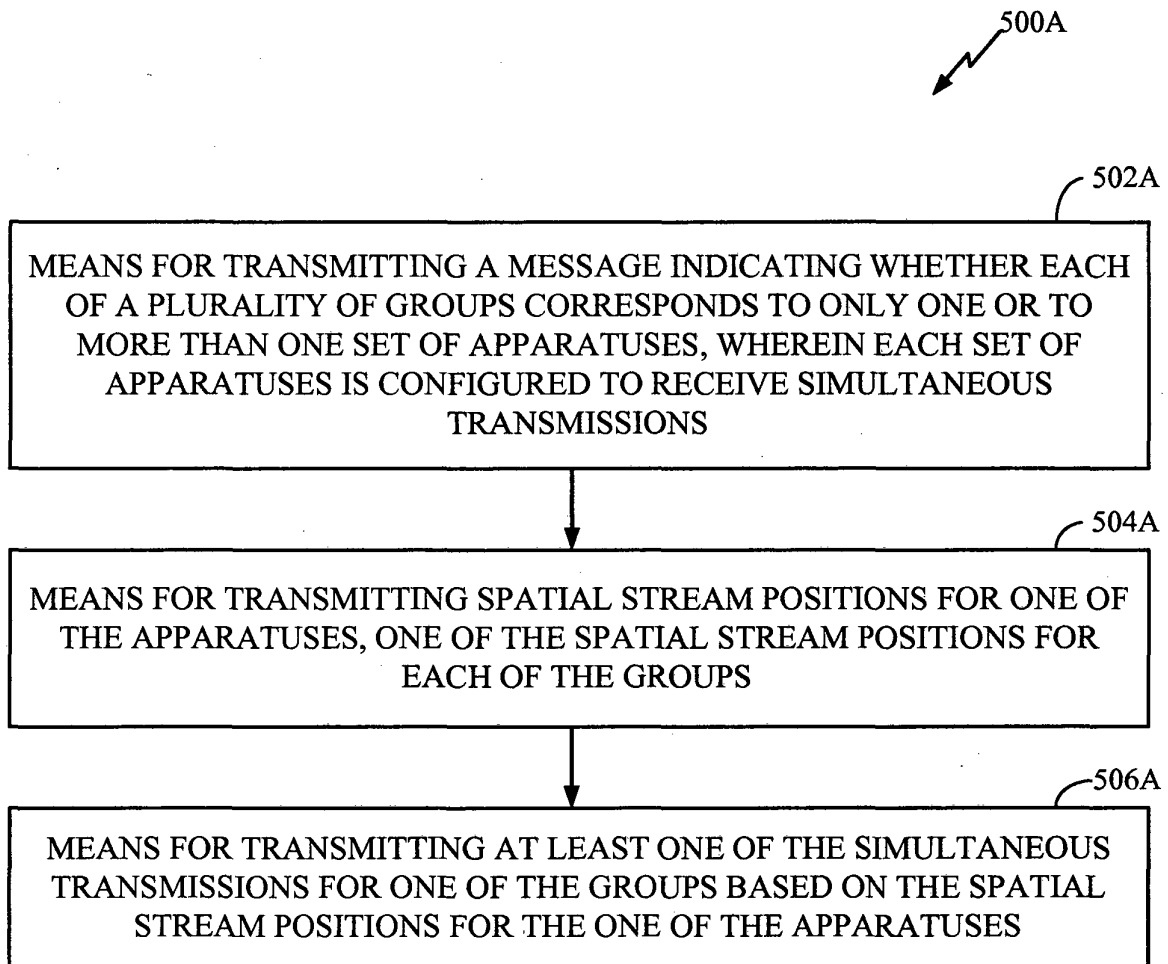 500A
502A
MEANS FOR TRANSMITTING A MESSAGE INDICATING WHETHER EACH
OF A PLURALITY OF GROUPS CORRESPONDS TO ONLY ONE OR TO
MORE THAN ONE SET OF APPARATUSES, WHEREIN EACH SET OF
APPARATUSES IS CONFIGURED TO RECEIVE SIMULTANEOUS
TRANSMISSIONS
504A
MEANS FOR TRANSMITTING SPATIAL STREAM POSITIONS FOR ONE OF
THE APPARATUSES, ONE OF THE SPATIAL STREAM POSITIONS FOR
EACH OF THE GROUPS
506A
MEANS FOR TRANSMITTING AT LEAST ONE OF THE SIMULTANEOUS
TRANSMISSIONS FOR ONE OF THE GROUPS BASED ON THE SPATIAL
STREAM POSITIONS FOR THE ONE OF THE APPARATUSES